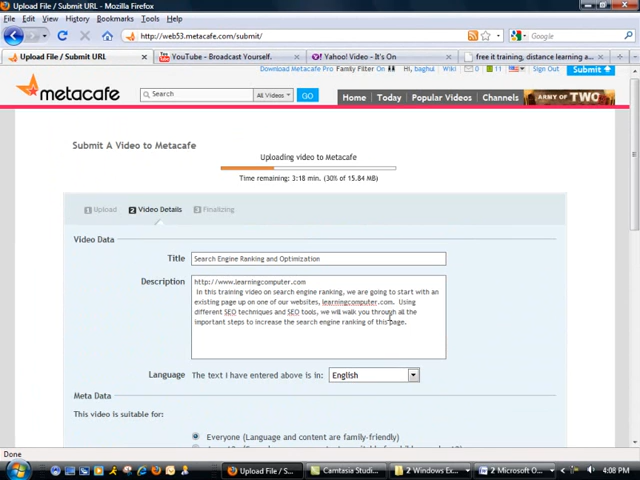 Upload File / Submit URL - Mozilla Firefox
File Edit View History Bookmarks Tools Help
http://web53.metacafe.com/submit/
Google
Upload File / Submit URL
YouTube - Broadcast Yourself.
Yahoo! Video - It's On
free it training, distance learning a...
Download Metacafe Pro Family Filter On Hi, baghul 0 11 Sign Out Submit
metacafe
Search All Videos GO
Home Today Popular Videos Channels ARMY OF TWO
Submit A Video to Metacafe
Uploading video to Metacafe
Time remaining: 3:18 min. (30% of 15.84 MB)
1 Upload 2 Video Details 3 Finalizing
Video Data
Title Search Engine Ranking and Optimization
Description http://www.learningcomputer.com
In this training video on search engine ranking, we are going to start with an
existing page up on one of our websites, learningcomputer.com. Using
different SEO techniques and SEO tools, we will walk you through all the
important steps to increase the search engine ranking of this page.
Language The text I have entered above is in: English
Meta Data
This video is suitable for:
Everyone (Language and content are family-friendly)
Done
Upload File / S...
Camtasia Studi...
2 Windows Ex...
2 Microsoft O...
4:08 PM